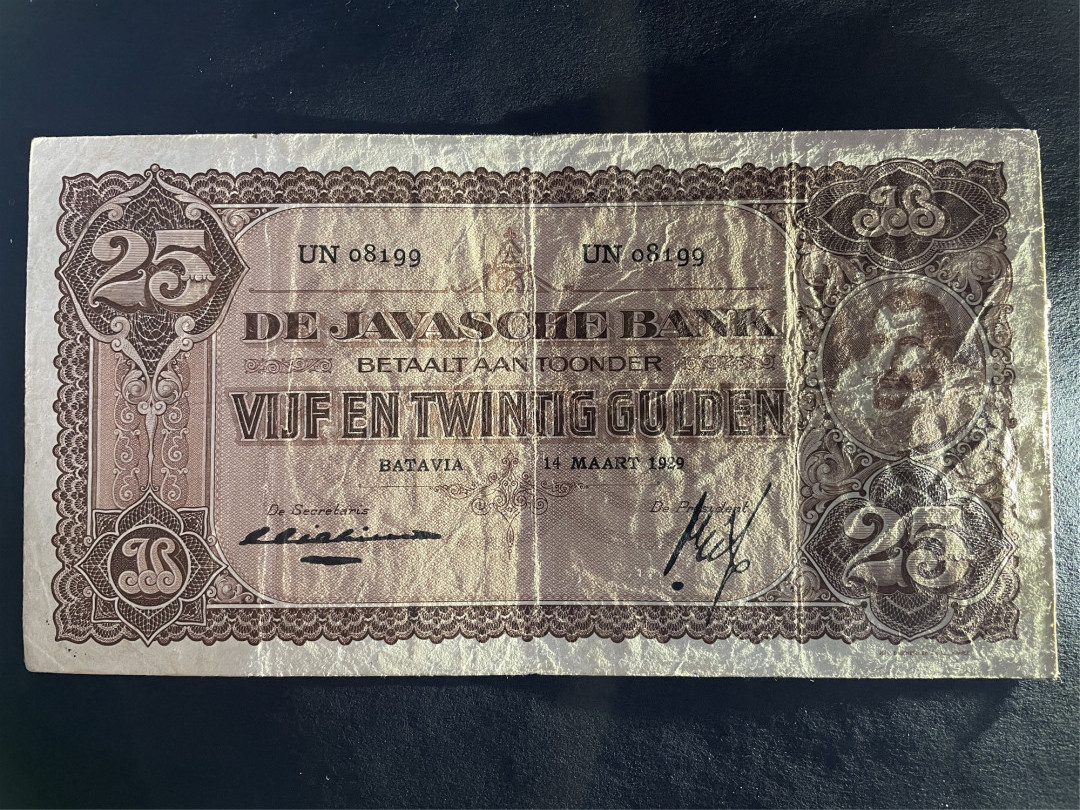 25
UN 08199 UN 08199
DE JAVASCHE BANK
BETAALT AAN TOONDER
VIJF EN TWINTIG GULDEN
BATAVIA 14 MAART 1929
De Secretaris De President
25